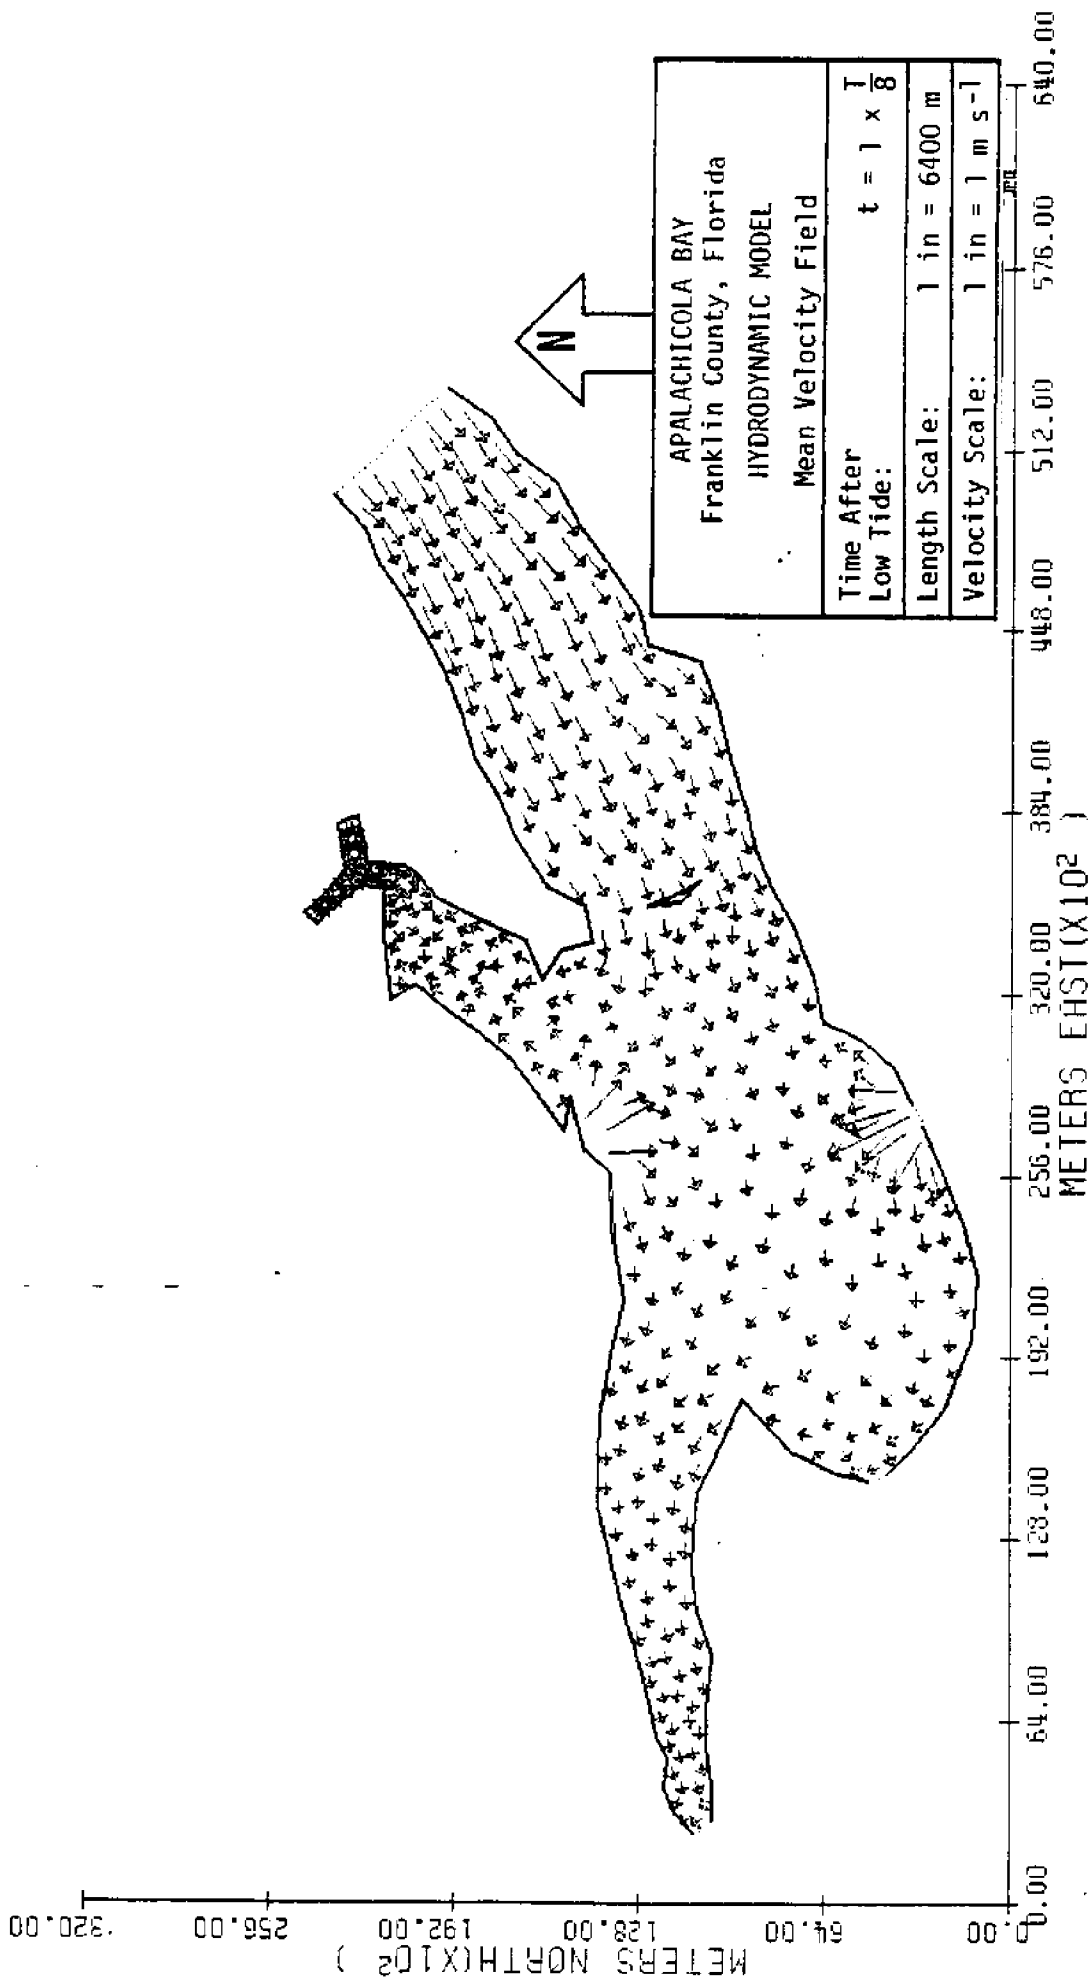 APALACHICOLA BAY
Franklin County, Florida
HYDRODYNAMIC MODEL
Mean Velocity Field
Time After
Low Tide: t = 1 x T/8
Length Scale: 1 in = 6400 m
Velocity Scale: 1 in = 1 m s⁻¹
N
METERS NORTH(X10²)
320.00
256.00
192.00
128.00
64.00
0.00
0.00 64.00 128.00 192.00 256.00 320.00 384.00 448.00 512.00 576.00 640.00
METERS EAST(X10²)